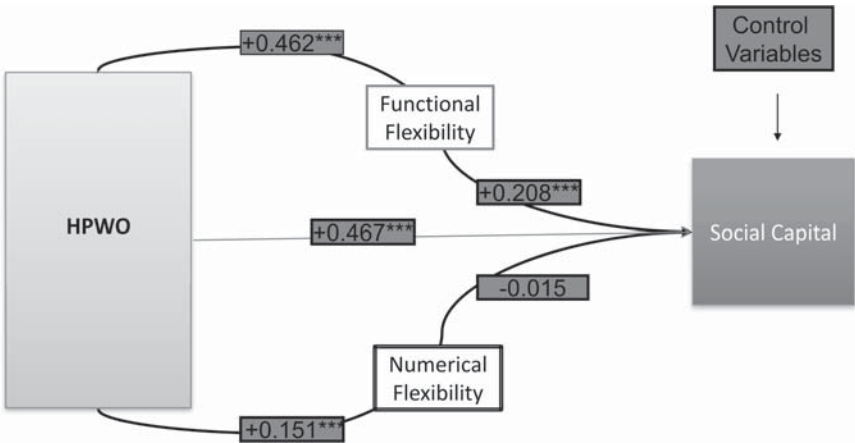 +0.462***
Control
Variables
Functional
Flexibility
+0.208***
HPWO
+0.467***
Social Capital
-0.015
Numerical
Flexibility
+0.151***